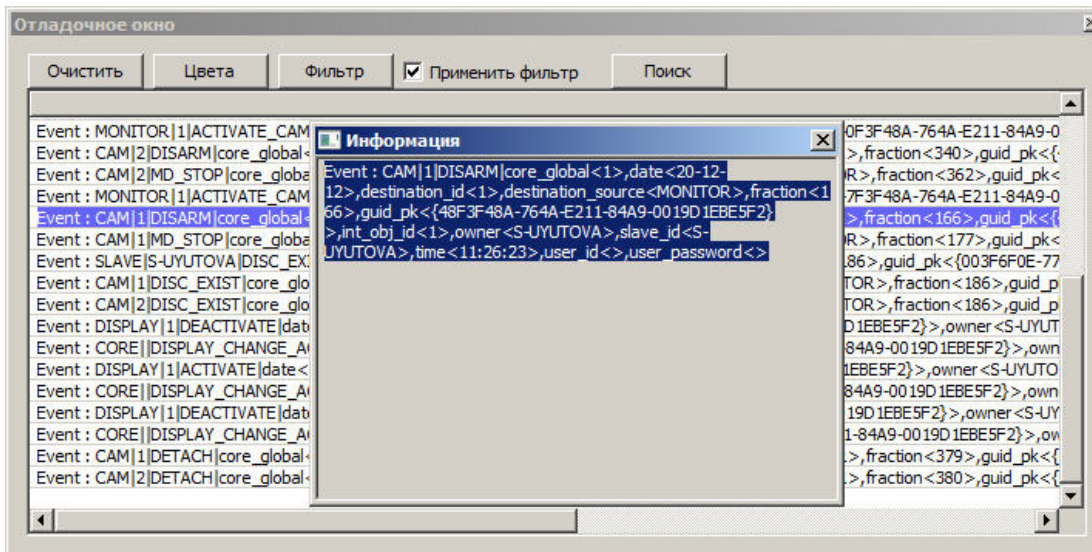 Отладочное окно
Очистить Цвета Фильтр Применить фильтр Поиск
Event : MONITOR|1|ACTIVATE_CAM 0F3F48A-764A-E211-84A9-0
Event : CAM|2|DISARM|core_global< >,fraction<340>,guid_pk<{
Event : CAM|2|MD_STOP|core_globa R>,fraction<362>,guid_pk<
Event : MONITOR|1|ACTIVATE_CAM 7F3F48A-764A-E211-84A9-0
Event : CAM|1|DISARM|core_global< >,fraction<166>,guid_pk<{
Event : CAM|1|MD_STOP|core_globa R>,fraction<177>,guid_pk<
Event : SLAVE|S-UYUTOVA|DISC_EX 86>,guid_pk<{003F6F0E-77
Event : CAM|1|DISC_EXIST|core_glo TOR>,fraction<186>,guid_p
Event : CAM|2|DISC_EXIST|core_glo TOR>,fraction<186>,guid_p
Event : DISPLAY|1|DEACTIVATE|dat D1EBE5F2}>,owner<S-UYUT
Event : CORE||DISPLAY_CHANGE_A 84A9-0019D1EBE5F2}>,own
Event : DISPLAY|1|ACTIVATE|date< 1EBE5F2}>,owner<S-UYUTO
Event : CORE||DISPLAY_CHANGE_A 84A9-0019D1EBE5F2}>,own
Event : DISPLAY|1|DEACTIVATE|dat 19D1EBE5F2}>,owner<S-UY
Event : CORE||DISPLAY_CHANGE_A 1-84A9-0019D1EBE5F2}>,ow
Event : CAM|1|DETACH|core_global< >,fraction<379>,guid_pk<{
Event : CAM|2|DETACH|core_global< >,fraction<380>,guid_pk<{
Информация
Event : CAM|1|DISARM|core_global<1>,date<20-12-
12>,destination_id<1>,destination_source<MONITOR>,fraction<1
66>,guid_pk<{48F3F48A-764A-E211-84A9-0019D1EBE5F2}
>,int_obj_id<1>,owner<S-UYUTOVA>,slave_id<S-
UYUTOVA>,time<11:26:23>,user_id<>,user_password<>